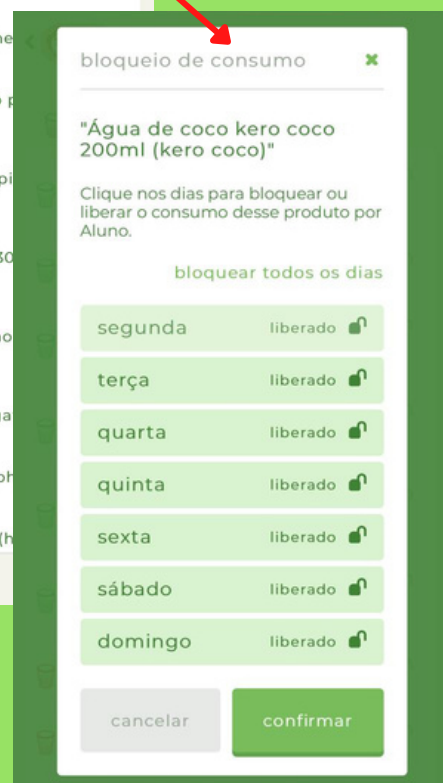 bloqueio de consumo
"Água de coco kero coco
200ml (kero coco)"
Clique nos dias para bloquear ou
liberar o consumo desse produto por
Aluno.
bloquear todos os dias
segunda liberado
terça liberado
quarta liberado
quinta liberado
sexta liberado
sábado liberado
domingo liberado
cancelar confirmar